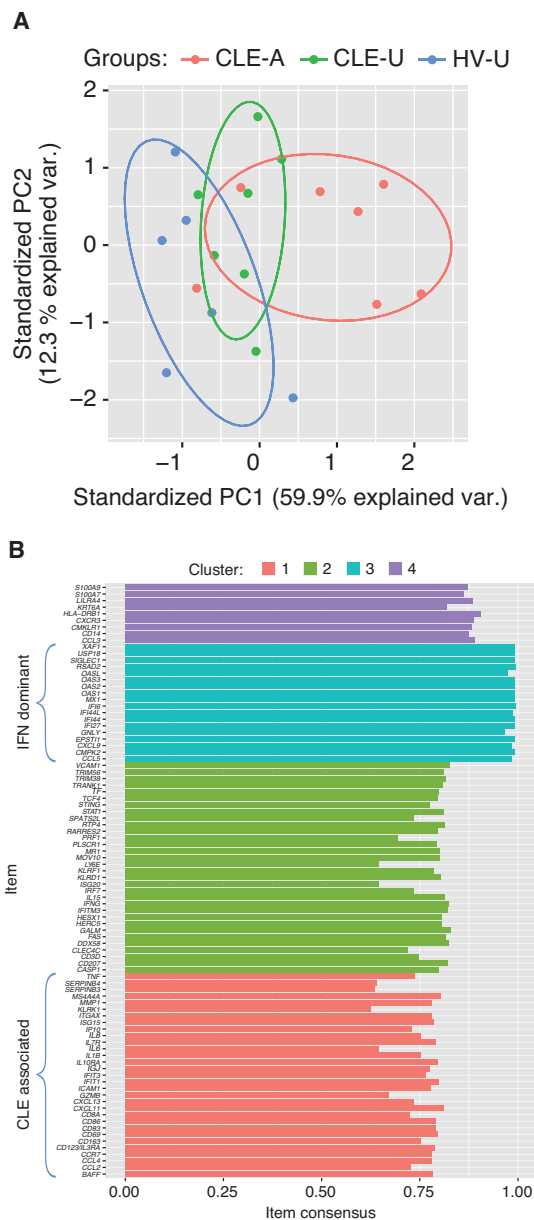 A
Groups: CLE-A CLE-U HV-U
2
1
0
−1
−2
Standardized PC2
(12.3 % explained var.)
−1 0 1 2
Standardized PC1 (59.9% explained var.)
B
Cluster: 1 2 3 4
S100A9
S100A7
LILRA4
KRT6A
HLA-DRB1
CXCR3
CMKLR1
CD14
CCL3
XAF1
USP18
SIGLEC1
RSAD2
OASL
OAS3
OAS2
OAS1
MX1
IFI6
IFI44L
IFI44
IFI27
GNLY
EPSTI1
CXCL9
CMPK2
CCL5
VCAM1
TRIM56
TRIM38
TRANK1
TF
TCF4
STING
STAT1
SPATS2L
RTP4
RARRES2
PRF1
PLSCR1
MR1
MOV10
LY6E
KLRF1
KLRD1
ISG20
IRF7
IL15
IFNG
IFITM3
HESX1
HERC5
GALM
FAS
DDX58
CLEC4C
CD3D
CD207
CASP1
TNF
SERPINB4
SERPINB3
MS4A4A
MMP1
KLRK1
ITGAX
ISG15
IP10
IL8
IL7R
IL6
IL1B
IL10RA
IGJ
IFIT3
IFIT1
ICAM1
GZMB
CXCL13
CXCL11
CD8A
CD86
CD83
CD69
CD163
CD123/IL3RA
CCR7
CCL4
CCL2
BAFF
IFN dominant
Item
CLE associated
0.00 0.25 0.50 0.75 1.00
Item consensus